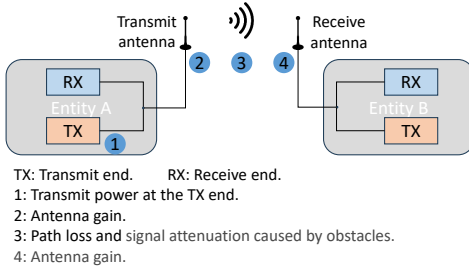 Transmit
antenna
Receive
antenna
2
3
4
RX
Entity A
TX
1
RX
Entity B
TX
TX: Transmit end. RX: Receive end.
1: Transmit power at the TX end.
2: Antenna gain.
3: Path loss and signal attenuation caused by obstacles.
4: Antenna gain.